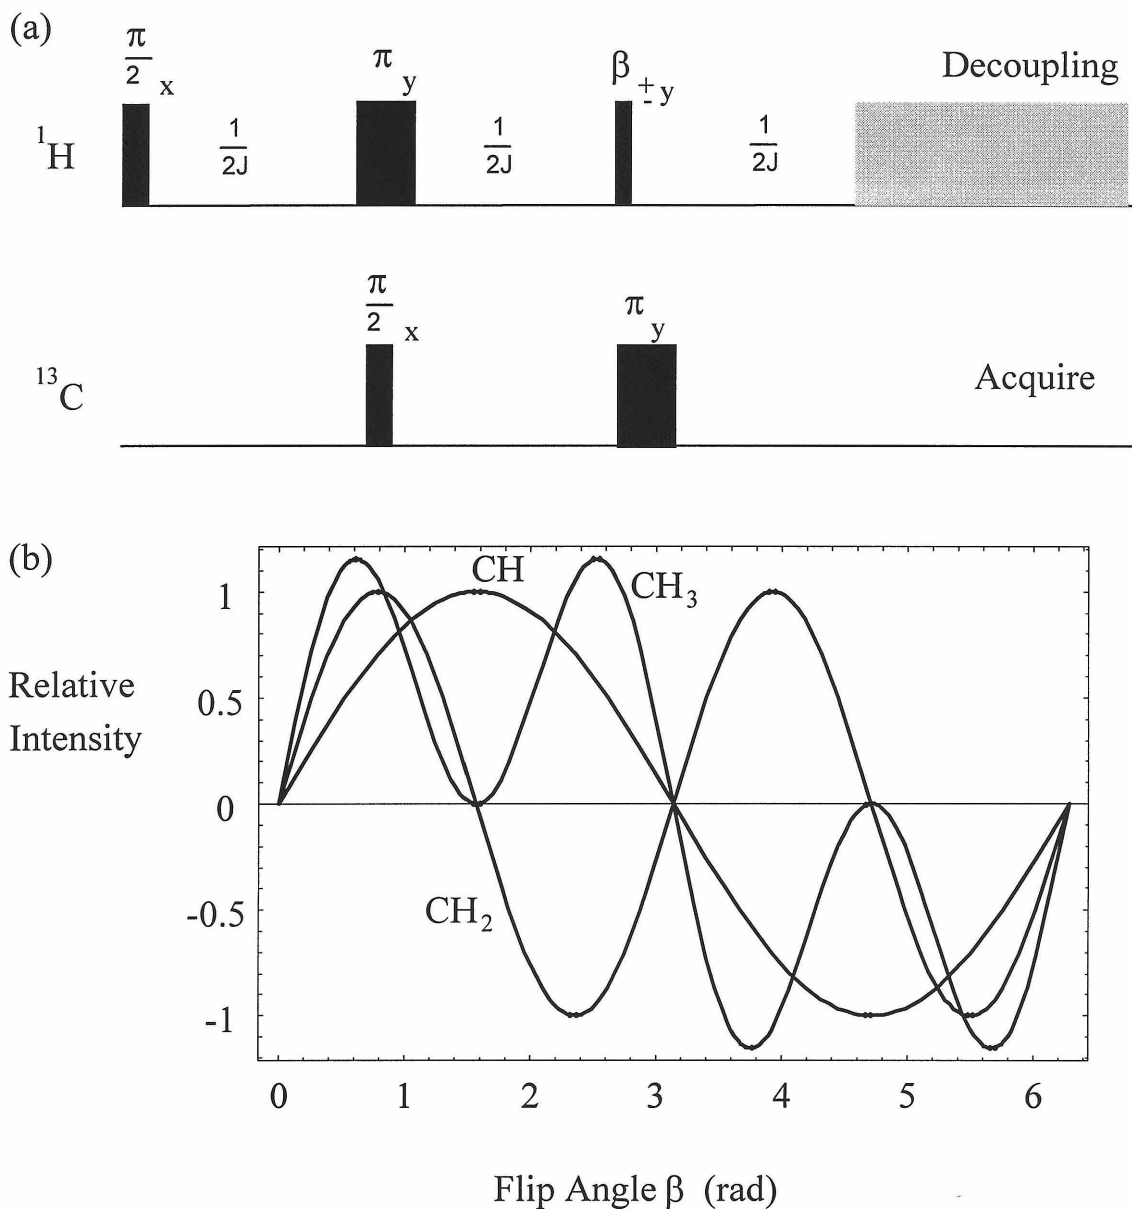 (a)
π/2 x
π y
β ±y
Decoupling
¹H
1/2J
1/2J
1/2J
π/2 x
π y
¹³C
Acquire
(b)
CH
CH₃
1
Relative
Intensity
0.5
0
CH₂
-0.5
-1
0 1 2 3 4 5 6
Flip Angle β (rad)